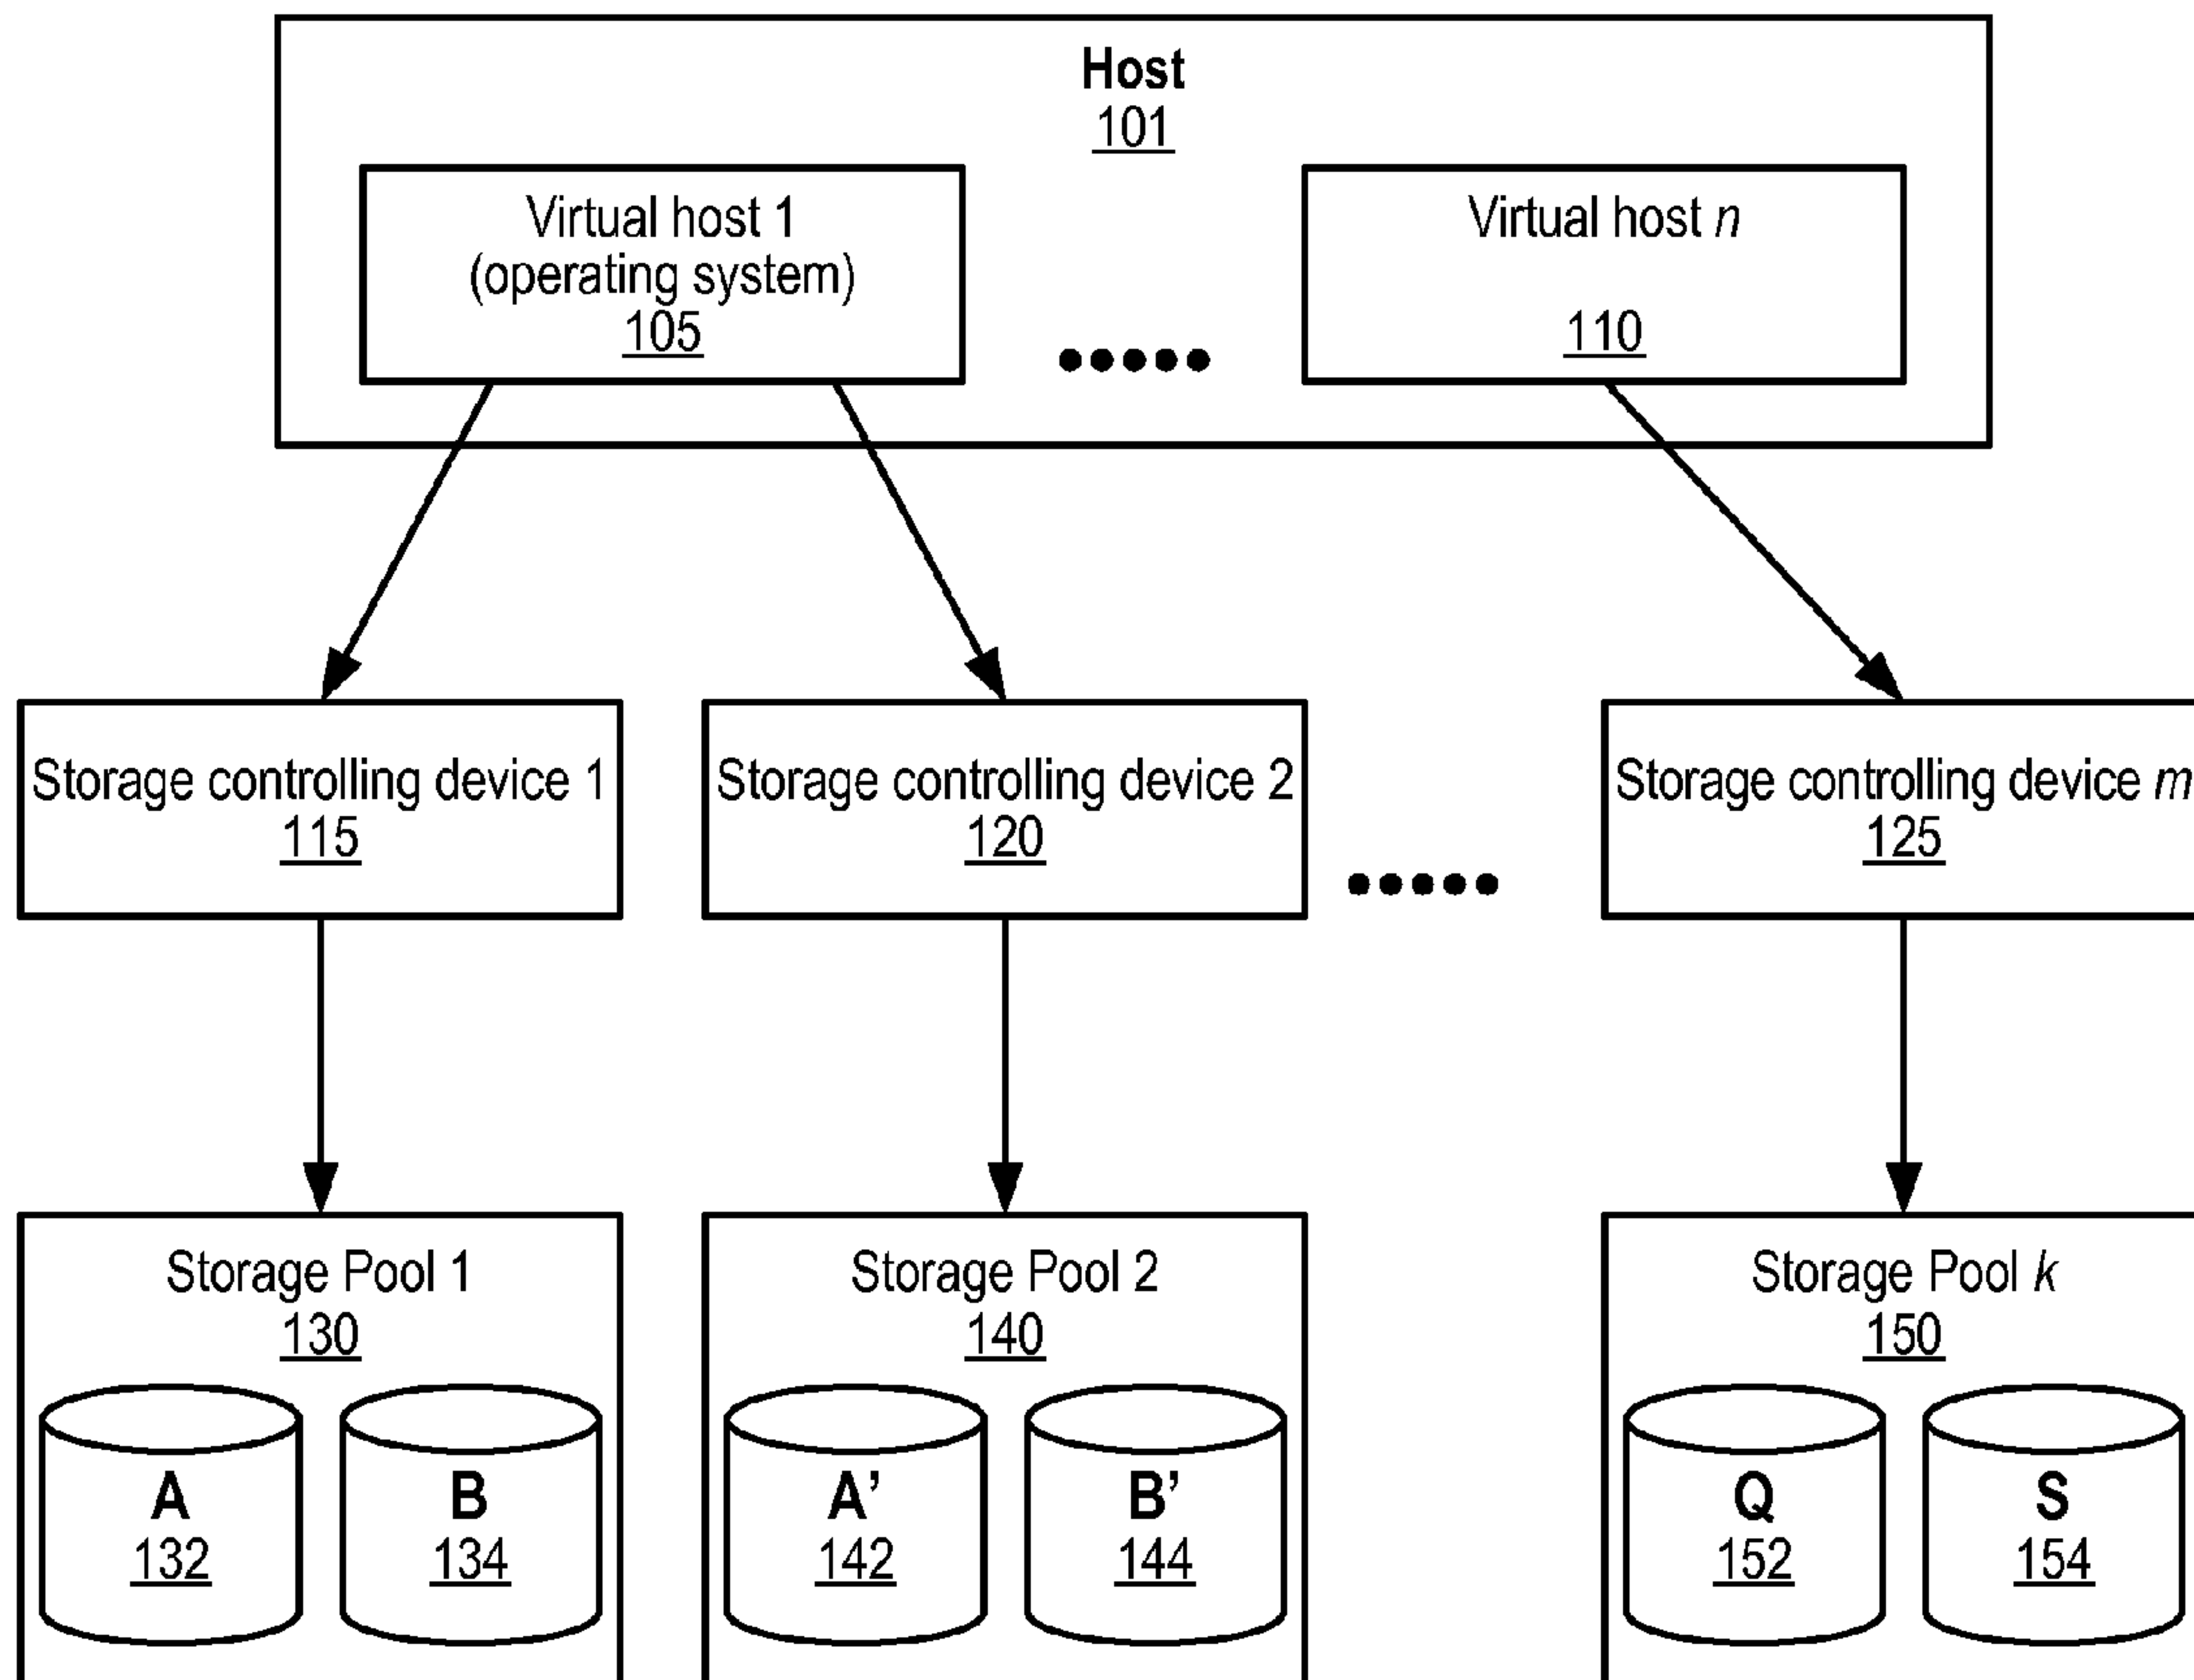 Host
101
Virtual host 1
(operating system)
105
Virtual host n
110
Storage controlling device 1
115
Storage controlling device 2
120
Storage controlling device m
125
Storage Pool 1
130
A
132
B
134
Storage Pool 2
140
A’
142
B’
144
Storage Pool k
150
Q
152
S
154